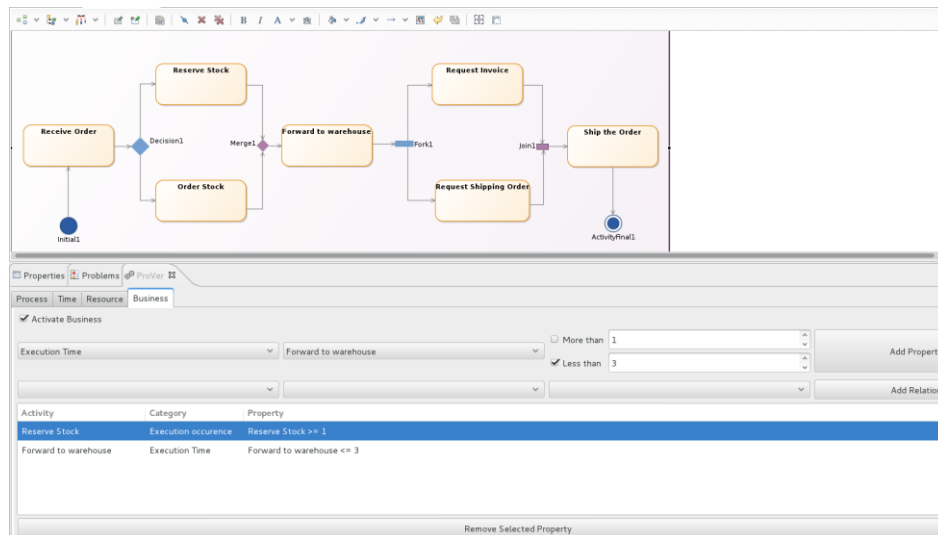 B I A
Reserve Stock
Request Invoice
Receive Order
Decision1
Merge1
Forward to warehouse
Fork1
Join1
Ship the Order
Order Stock
Request Shipping Order
Initial1
ActivityFinal1
Properties Problems ProVer
Process Time Resource Business
Activate Business
Execution Time Forward to warehouse
More than 1
Less than 3
Add Propert
Add Relatio
Activity Category Property
Reserve Stock Execution occurence Reserve Stock >= 1
Forward to warehouse Execution Time Forward to warehouse <= 3
Remove Selected Property